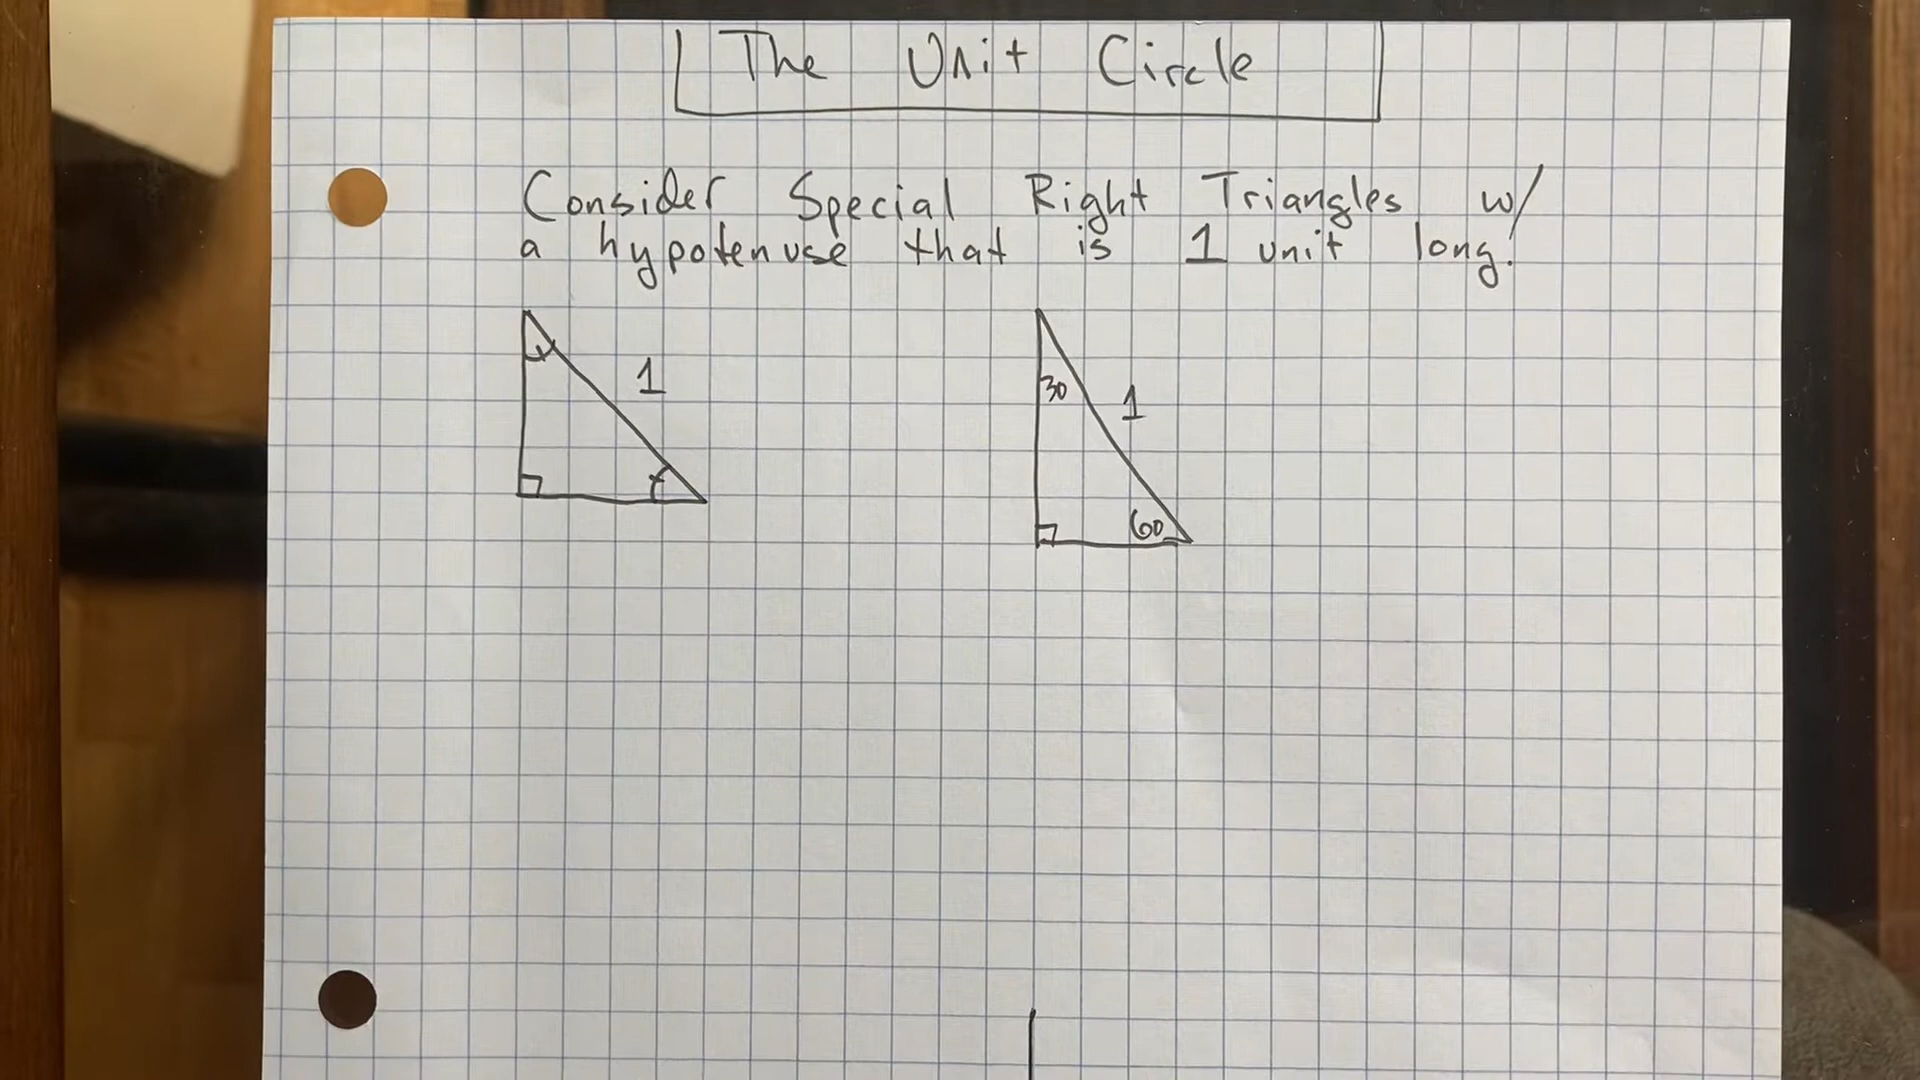 The Unit Circle
Consider Special Right Triangles w/
a hypotenuse that is 1 unit long.
1
30
1
60